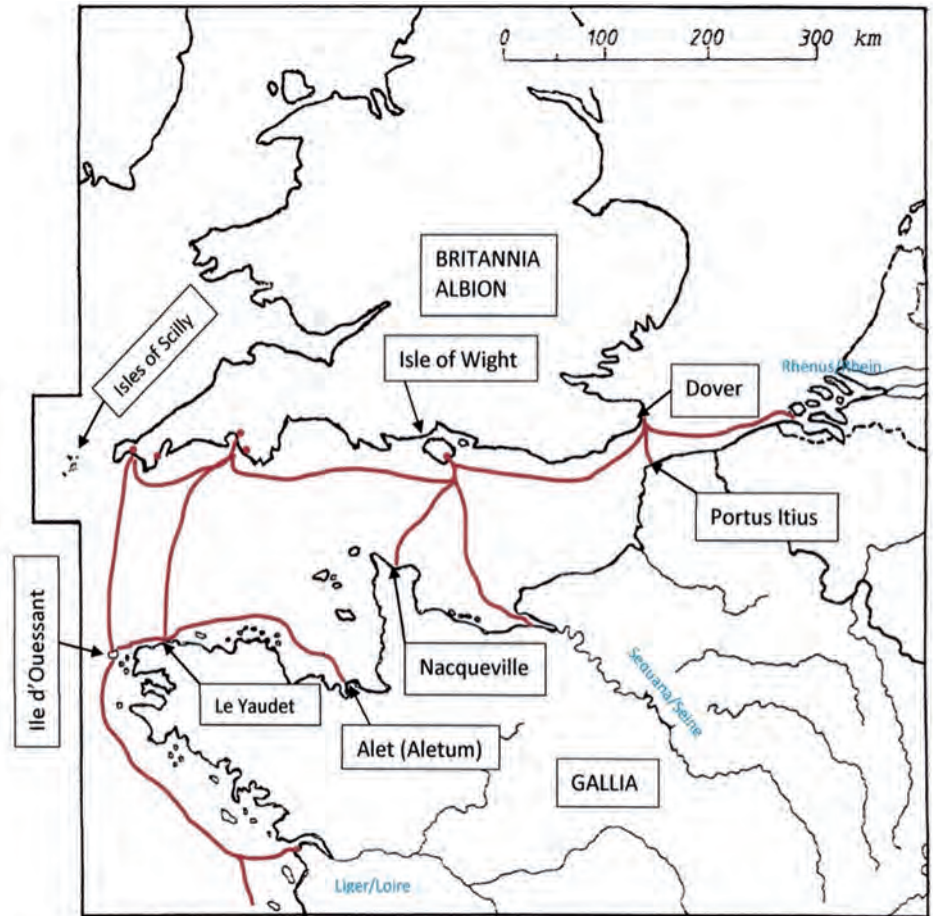 0 100 200 300 km
BRITANNIA
ALBION
Isles of Scilly
Isle of Wight
Rhenus/Rhein
Dover
Portus Itius
Ile d'Ouessant
Nacqueville
Le Yaudet
Sequana/Seine
Alet (Aletum)
GALLIA
Liger/Loire